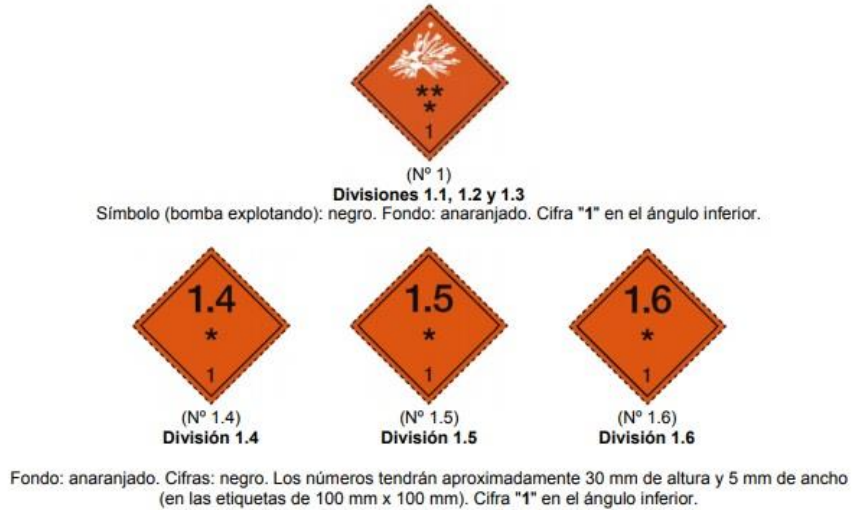 **
*
1
(Nº 1)
Divisiones 1.1, 1.2 y 1.3
Símbolo (bomba explotando): negro. Fondo: anaranjado. Cifra "1" en el ángulo inferior.
1.4 1.5 1.6
* * *
1 1 1
(Nº 1.4) (Nº 1.5) (Nº 1.6)
División 1.4 División 1.5 División 1.6
Fondo: anaranjado. Cifras: negro. Los números tendrán aproximadamente 30 mm de altura y 5 mm de ancho
(en las etiquetas de 100 mm x 100 mm). Cifra "1" en el ángulo inferior.